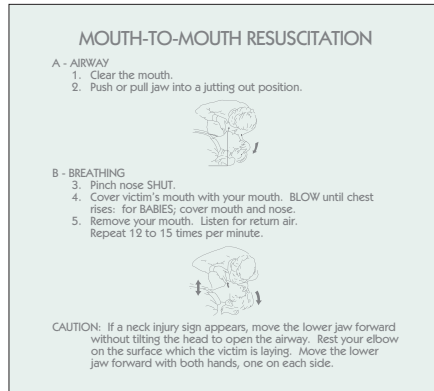 MOUTH-TO-MOUTH RESUSCITATION
A - AIRWAY
1. Clear the mouth.
2. Push or pull jaw into a jutting out position.
B - BREATHING
3. Pinch nose SHUT.
4. Cover victim's mouth with your mouth. BLOW until chest
rises: for BABIES; cover mouth and nose.
5. Remove your mouth. Listen for return air.
Repeat 12 to 15 times per minute.
CAUTION: If a neck injury sign appears, move the lower jaw forward
without tilting the head to open the airway. Rest your elbow
on the surface which the victim is laying. Move the lower
jaw forward with both hands, one on each side.